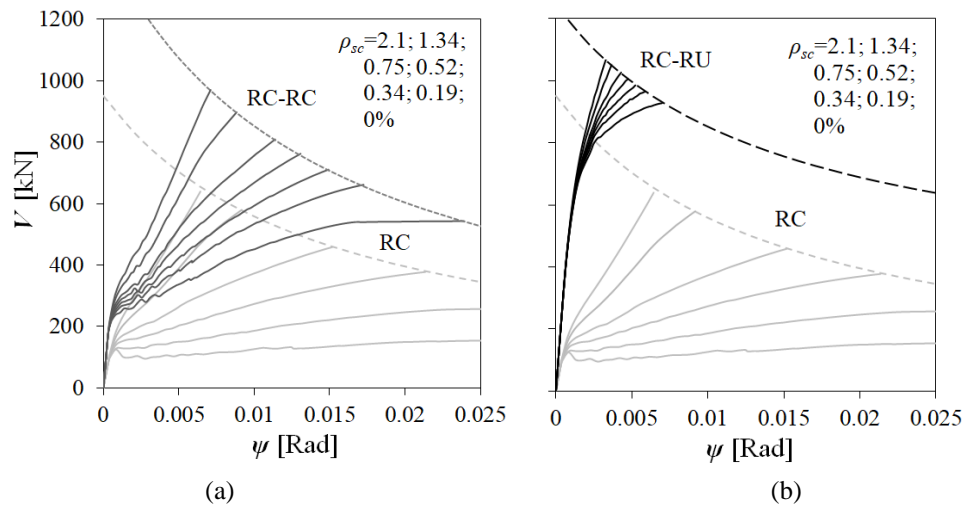 1200
1000
800
600
400
200
0
V [kN]
RC-RC
RC
ρsc=2.1; 1.34;
0.75; 0.52;
0.34; 0.19;
0%
0 0.005 0.01 0.015 0.02 0.025
ψ [Rad]
(a)
RC-RU
RC
ρsc=2.1; 1.34;
0.75; 0.52;
0.34; 0.19;
0%
0 0.005 0.01 0.015 0.02 0.025
ψ [Rad]
(b)